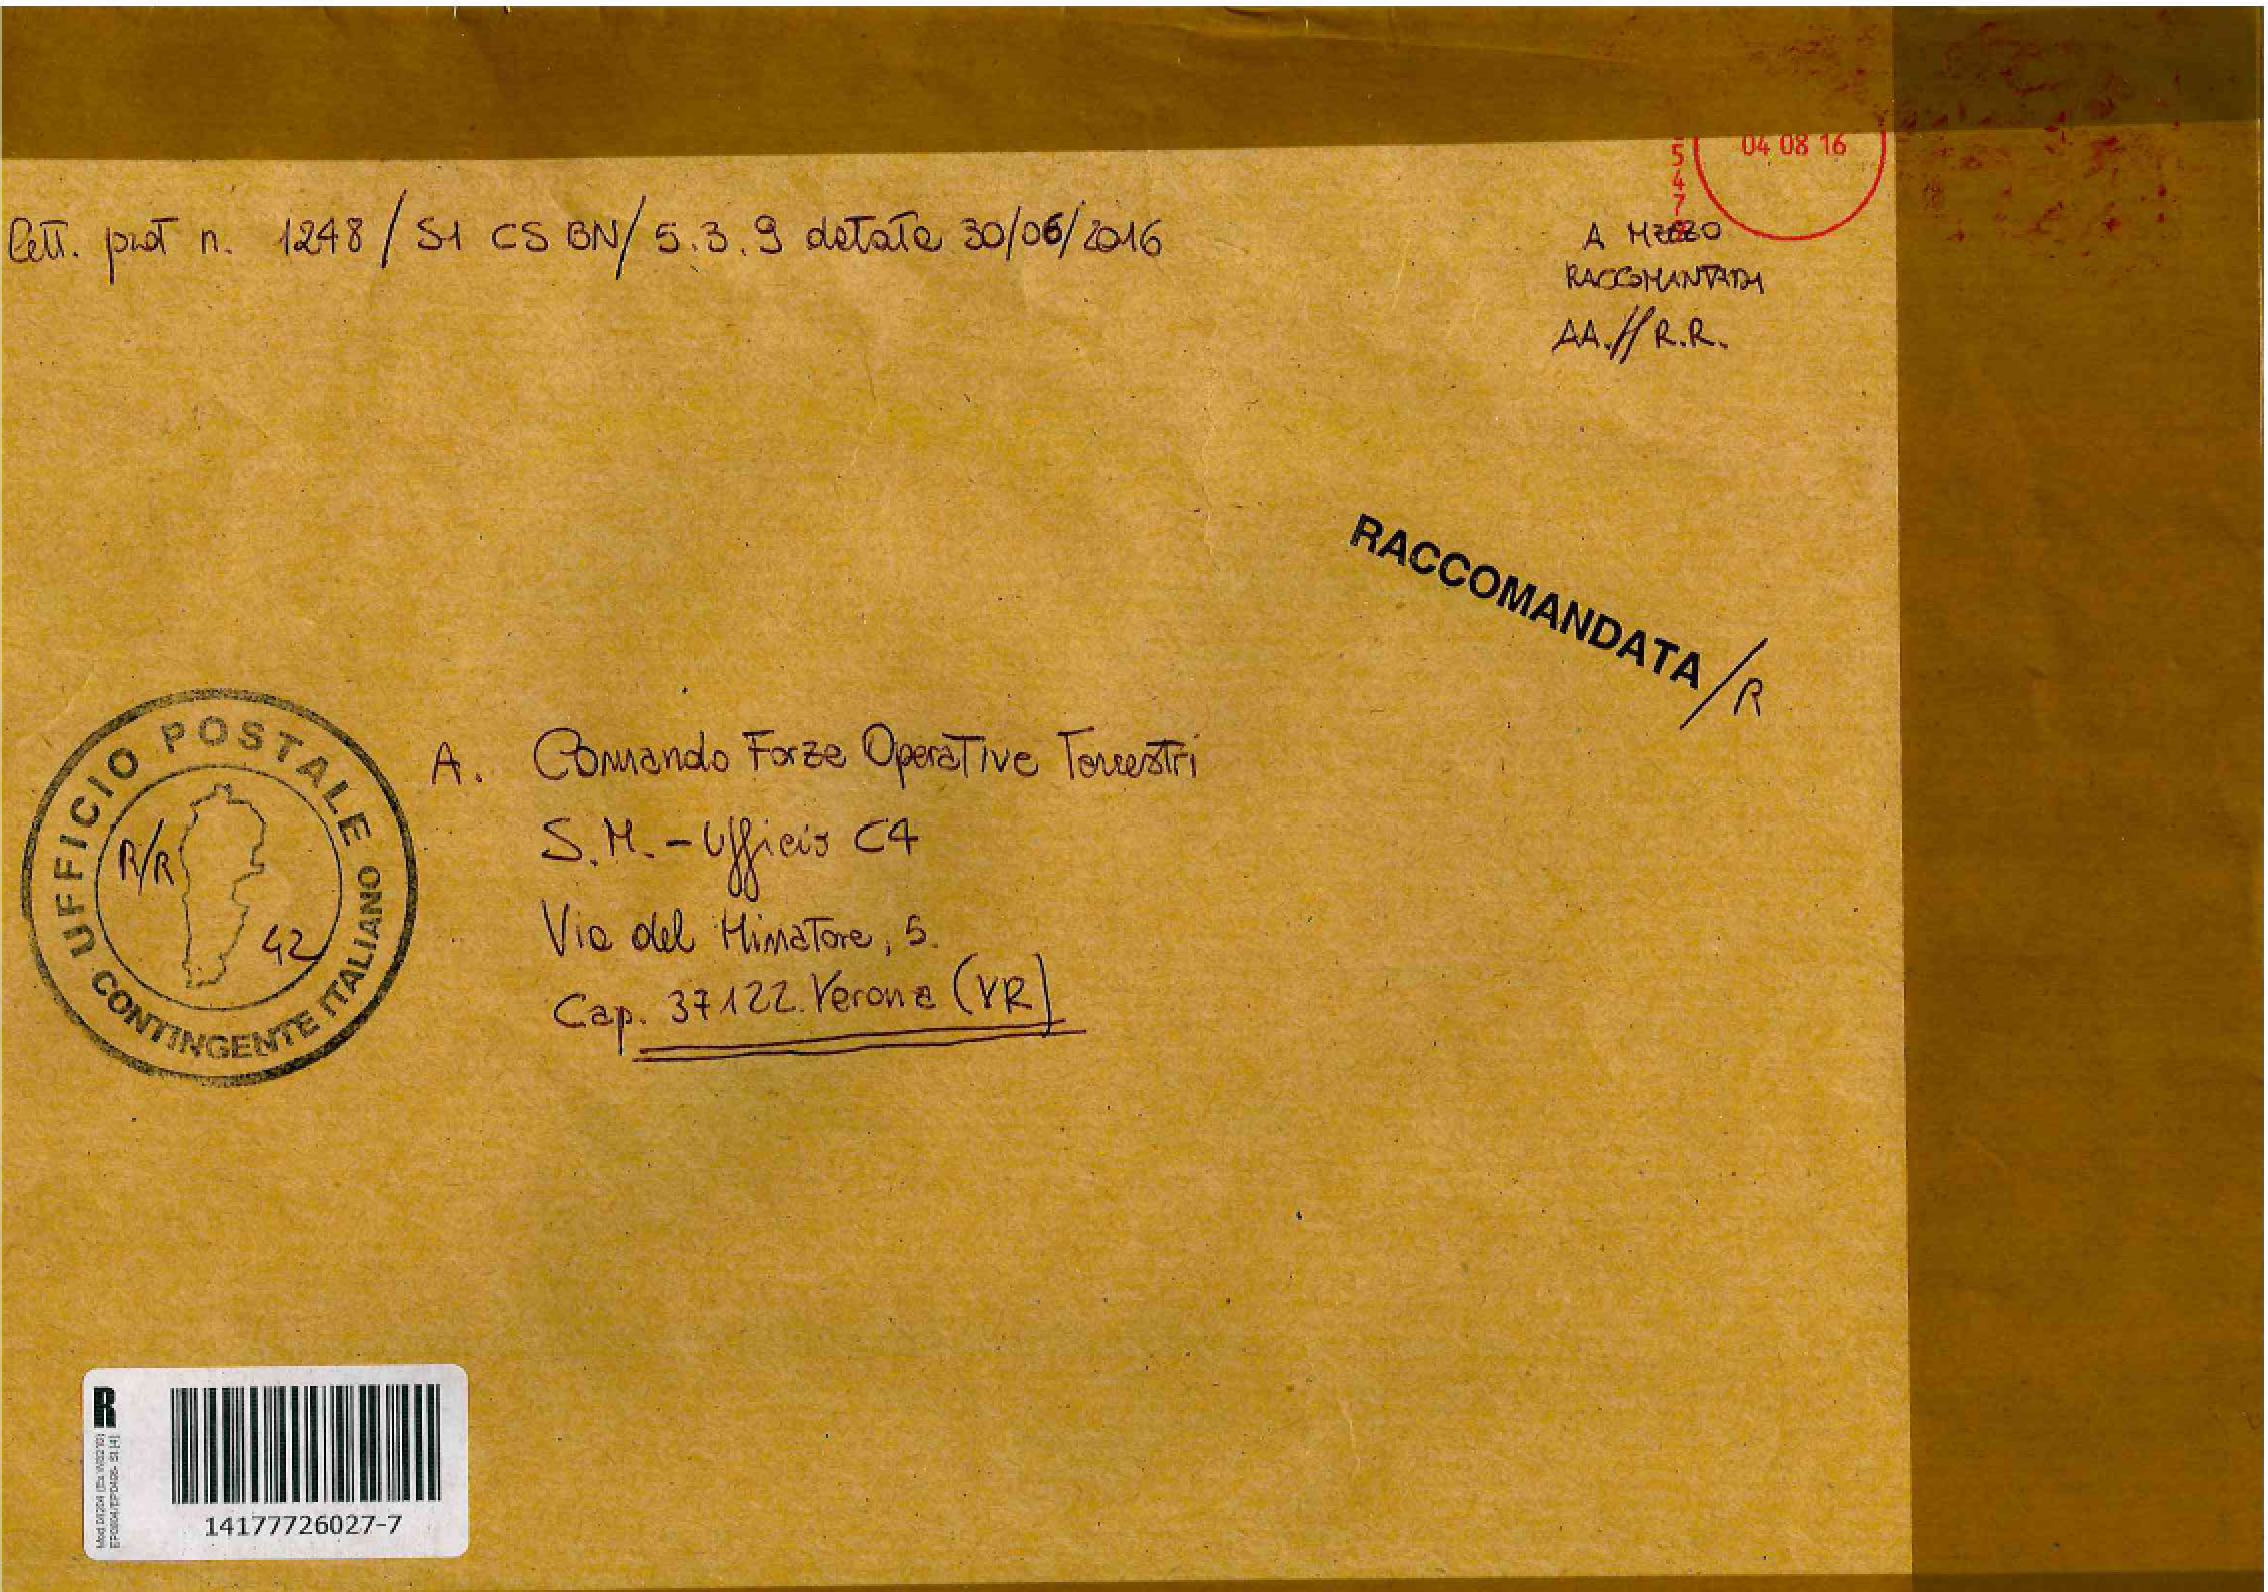 04 08 16
547
lett. prot n. 1248/S1 CS BN/5.3.9 datata 30/06/2016
A MEZZO
RACCOMANTATA
AA.//R.R.
RACCOMANDATA /R
UFFICIO POSTALE
CONTINGENTE ITALIANO
R/R
42
A. Comando Forze Operative Terrestri
S.M. - Ufficio C4
Via del Minatore, 5.
Cap. 37122 Verona (VR)
R
14177726027-7